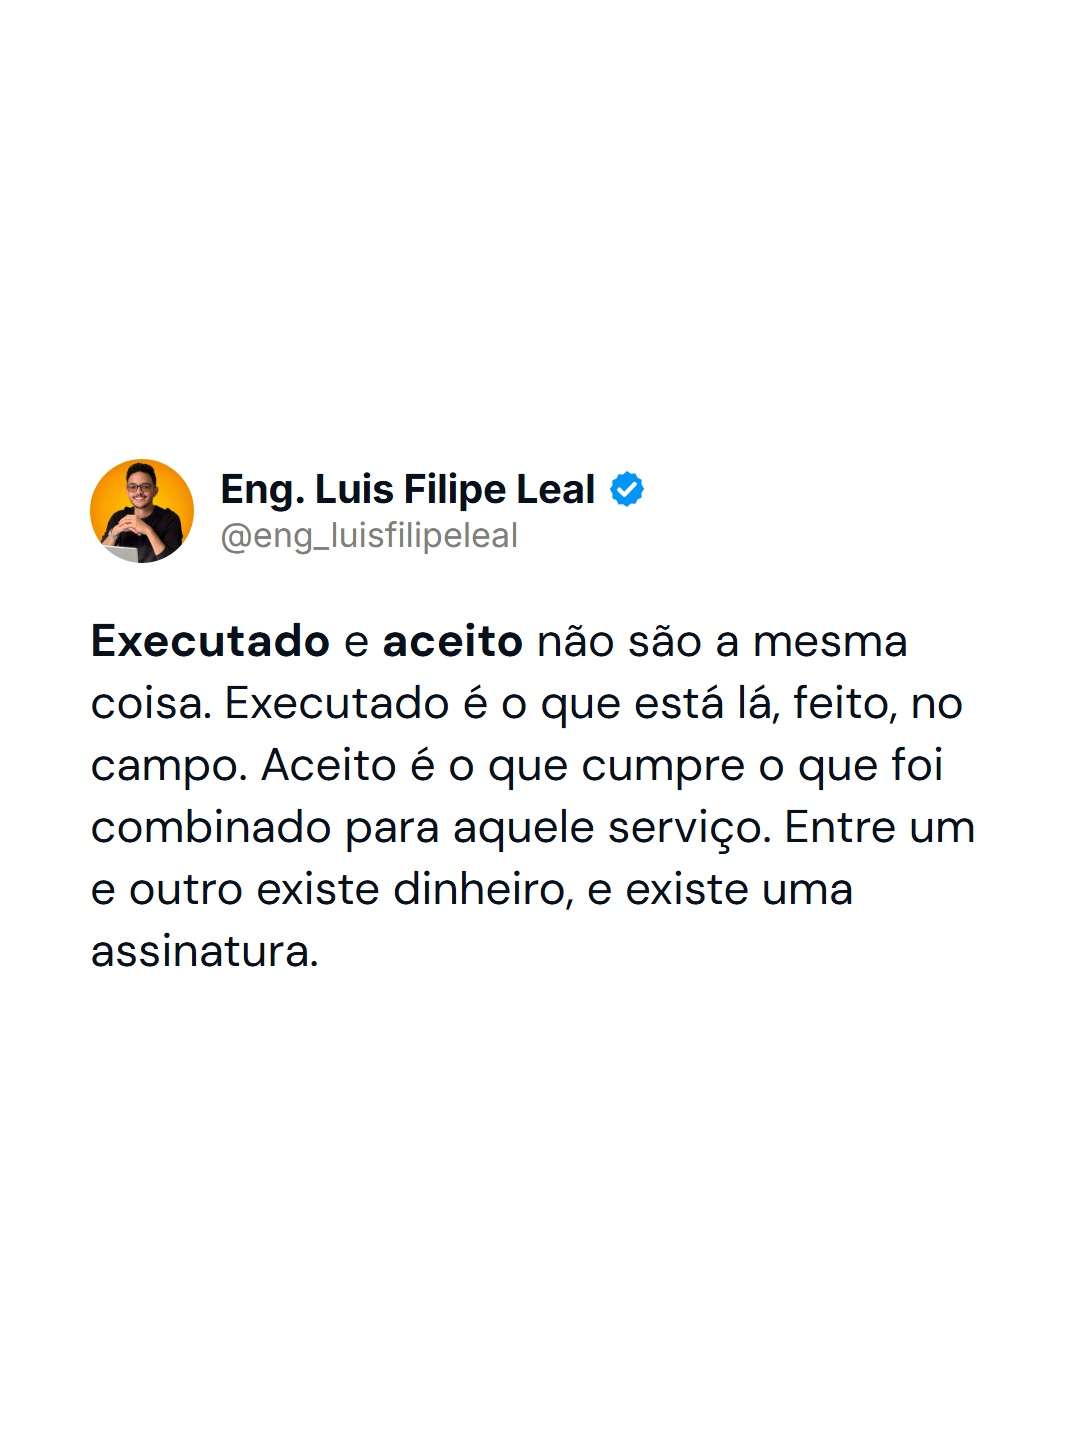 Eng. Luis Filipe Leal
@eng_luisfilipeleal
Executado e aceito não são a mesma
coisa. Executado é o que está lá, feito, no
campo. Aceito é o que cumpre o que foi
combinado para aquele serviço. Entre um
e outro existe dinheiro, e existe uma
assinatura.